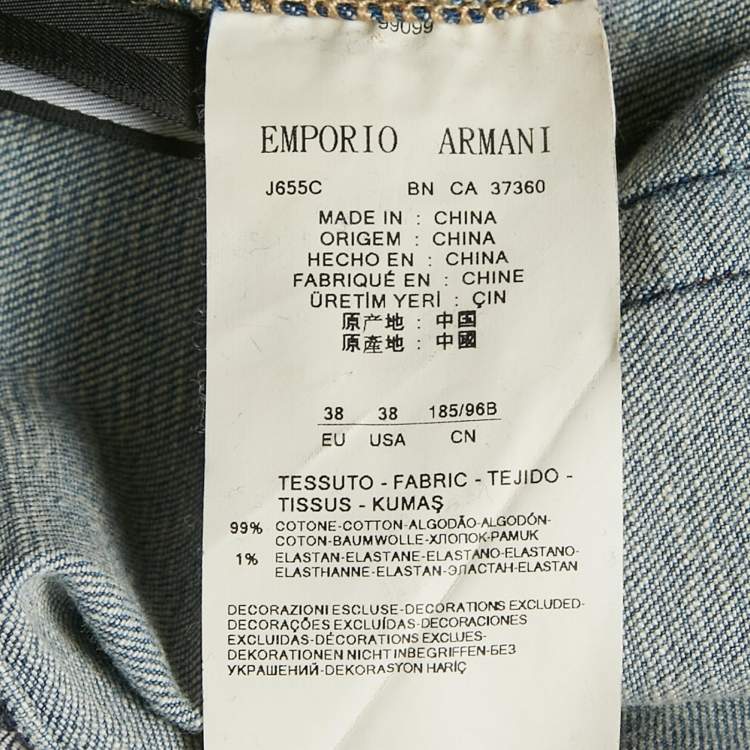 99099
EMPORIO ARMANI
J655C BN CA 37360
MADE IN : CHINA
ORIGEM : CHINA
HECHO EN : CHINA
FABRIQUÉ EN : CHINE
ÜRETİM YERİ : ÇIN
原产地 : 中国
原產地 : 中國
38 38 185/96B
EU USA CN
TESSUTO - FABRIC - TEJIDO -
TISSUS - KUMAŞ
99% COTONE-COTTON-ALGODÃO-ALGODÓN-
COTON-BAUMWOLLE-ХЛОПОК-PAMUK
1% ELASTAN-ELASTANE-ELASTANO-ELASTANO-
ELASTHANNE-ELASTAN-ЭЛАСТАН-ELASTAN
DECORAZIONI ESCLUSE-DECORATIONS EXCLUDED-
DECORAÇÕES EXCLUÍDAS-DECORACIONES
EXCLUIDAS-DÉCORATIONS EXCLUES-
DEKORATIONEN NICHT INBEGRIFFEN-БЕЗ
УКРАШЕНИЙ-DEKORASYON HARİÇ